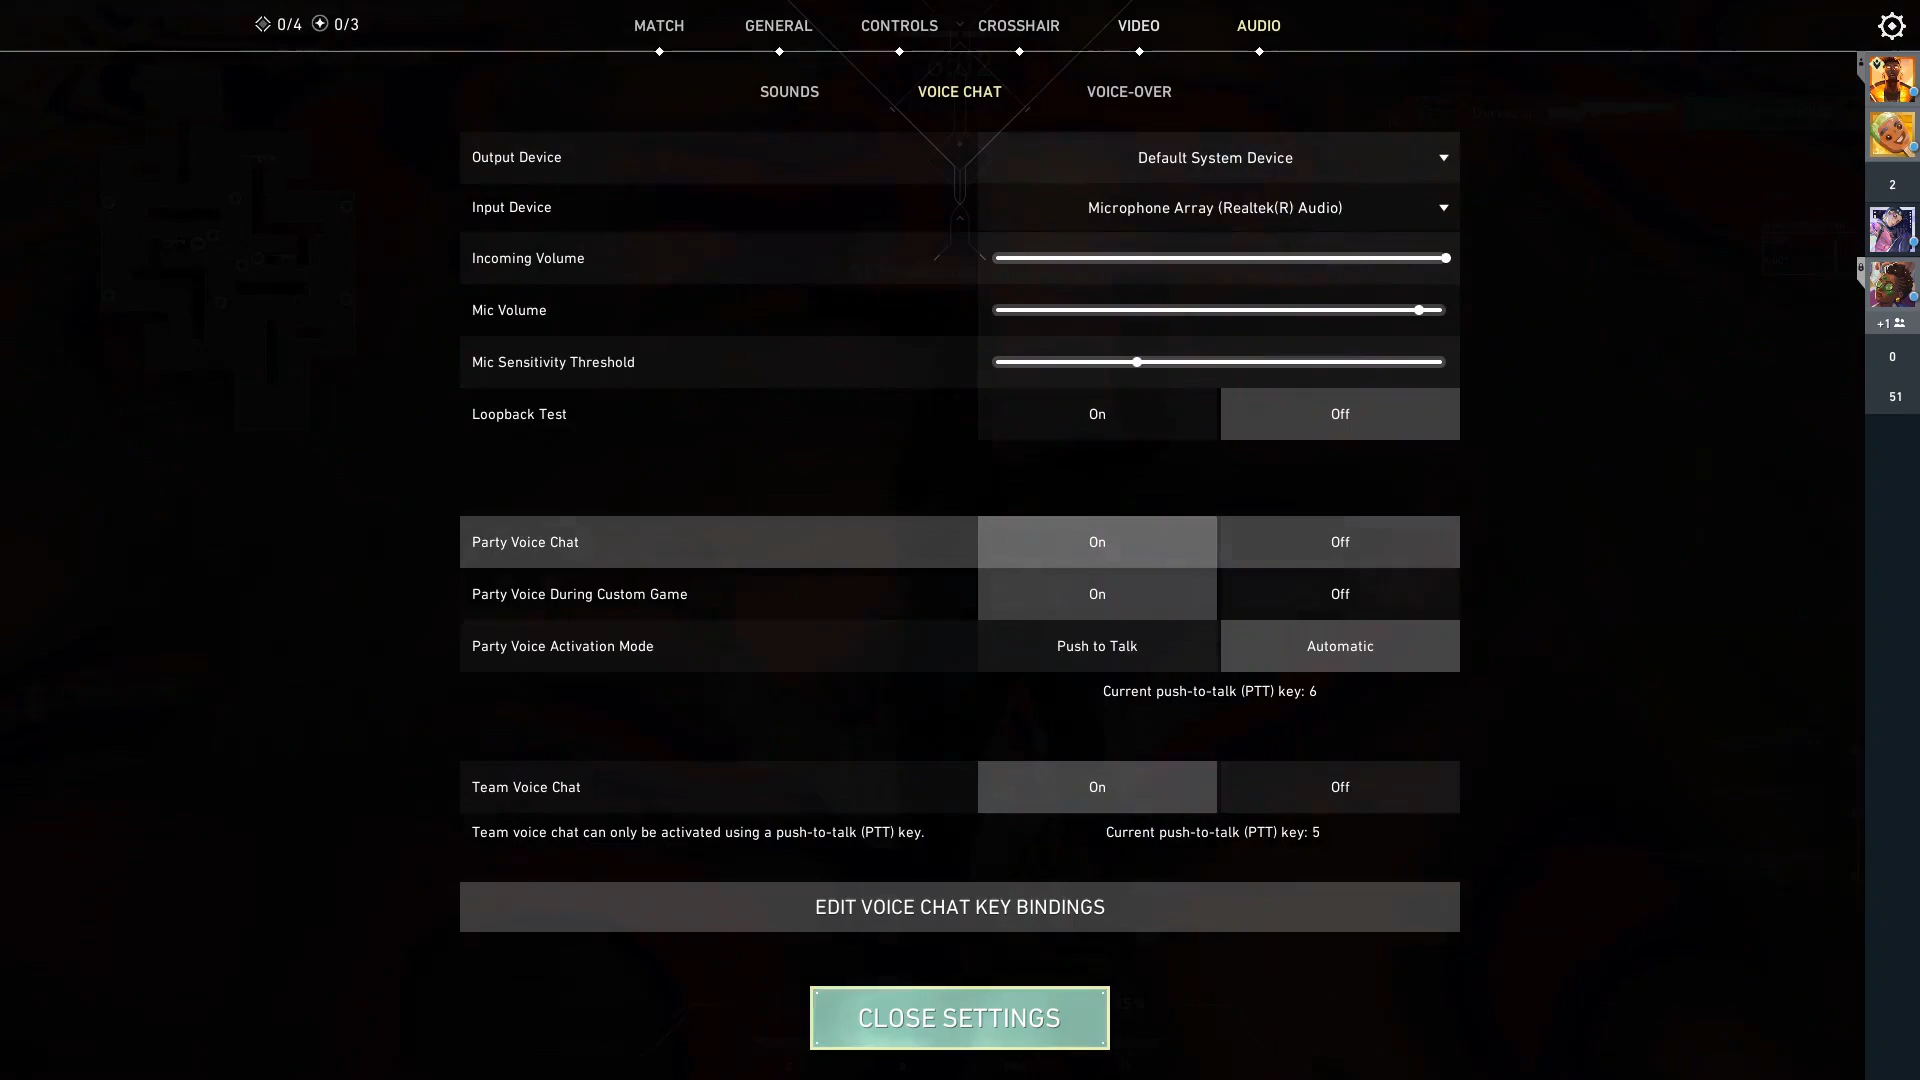 0/4 0/3
MATCH GENERAL CONTROLS CROSSHAIR VIDEO AUDIO
SOUNDS VOICE CHAT VOICE-OVER
Output Device Default System Device
Input Device Microphone Array (Realtek(R) Audio)
Incoming Volume
Mic Volume
Mic Sensitivity Threshold
Loopback Test On Off
Party Voice Chat On Off
Party Voice During Custom Game On Off
Party Voice Activation Mode Push to Talk Automatic
Current push-to-talk (PTT) key: 6
Team Voice Chat On Off
Team voice chat can only be activated using a push-to-talk (PTT) key. Current push-to-talk (PTT) key: 5
EDIT VOICE CHAT KEY BINDINGS
CLOSE SETTINGS
2
+1
0
51